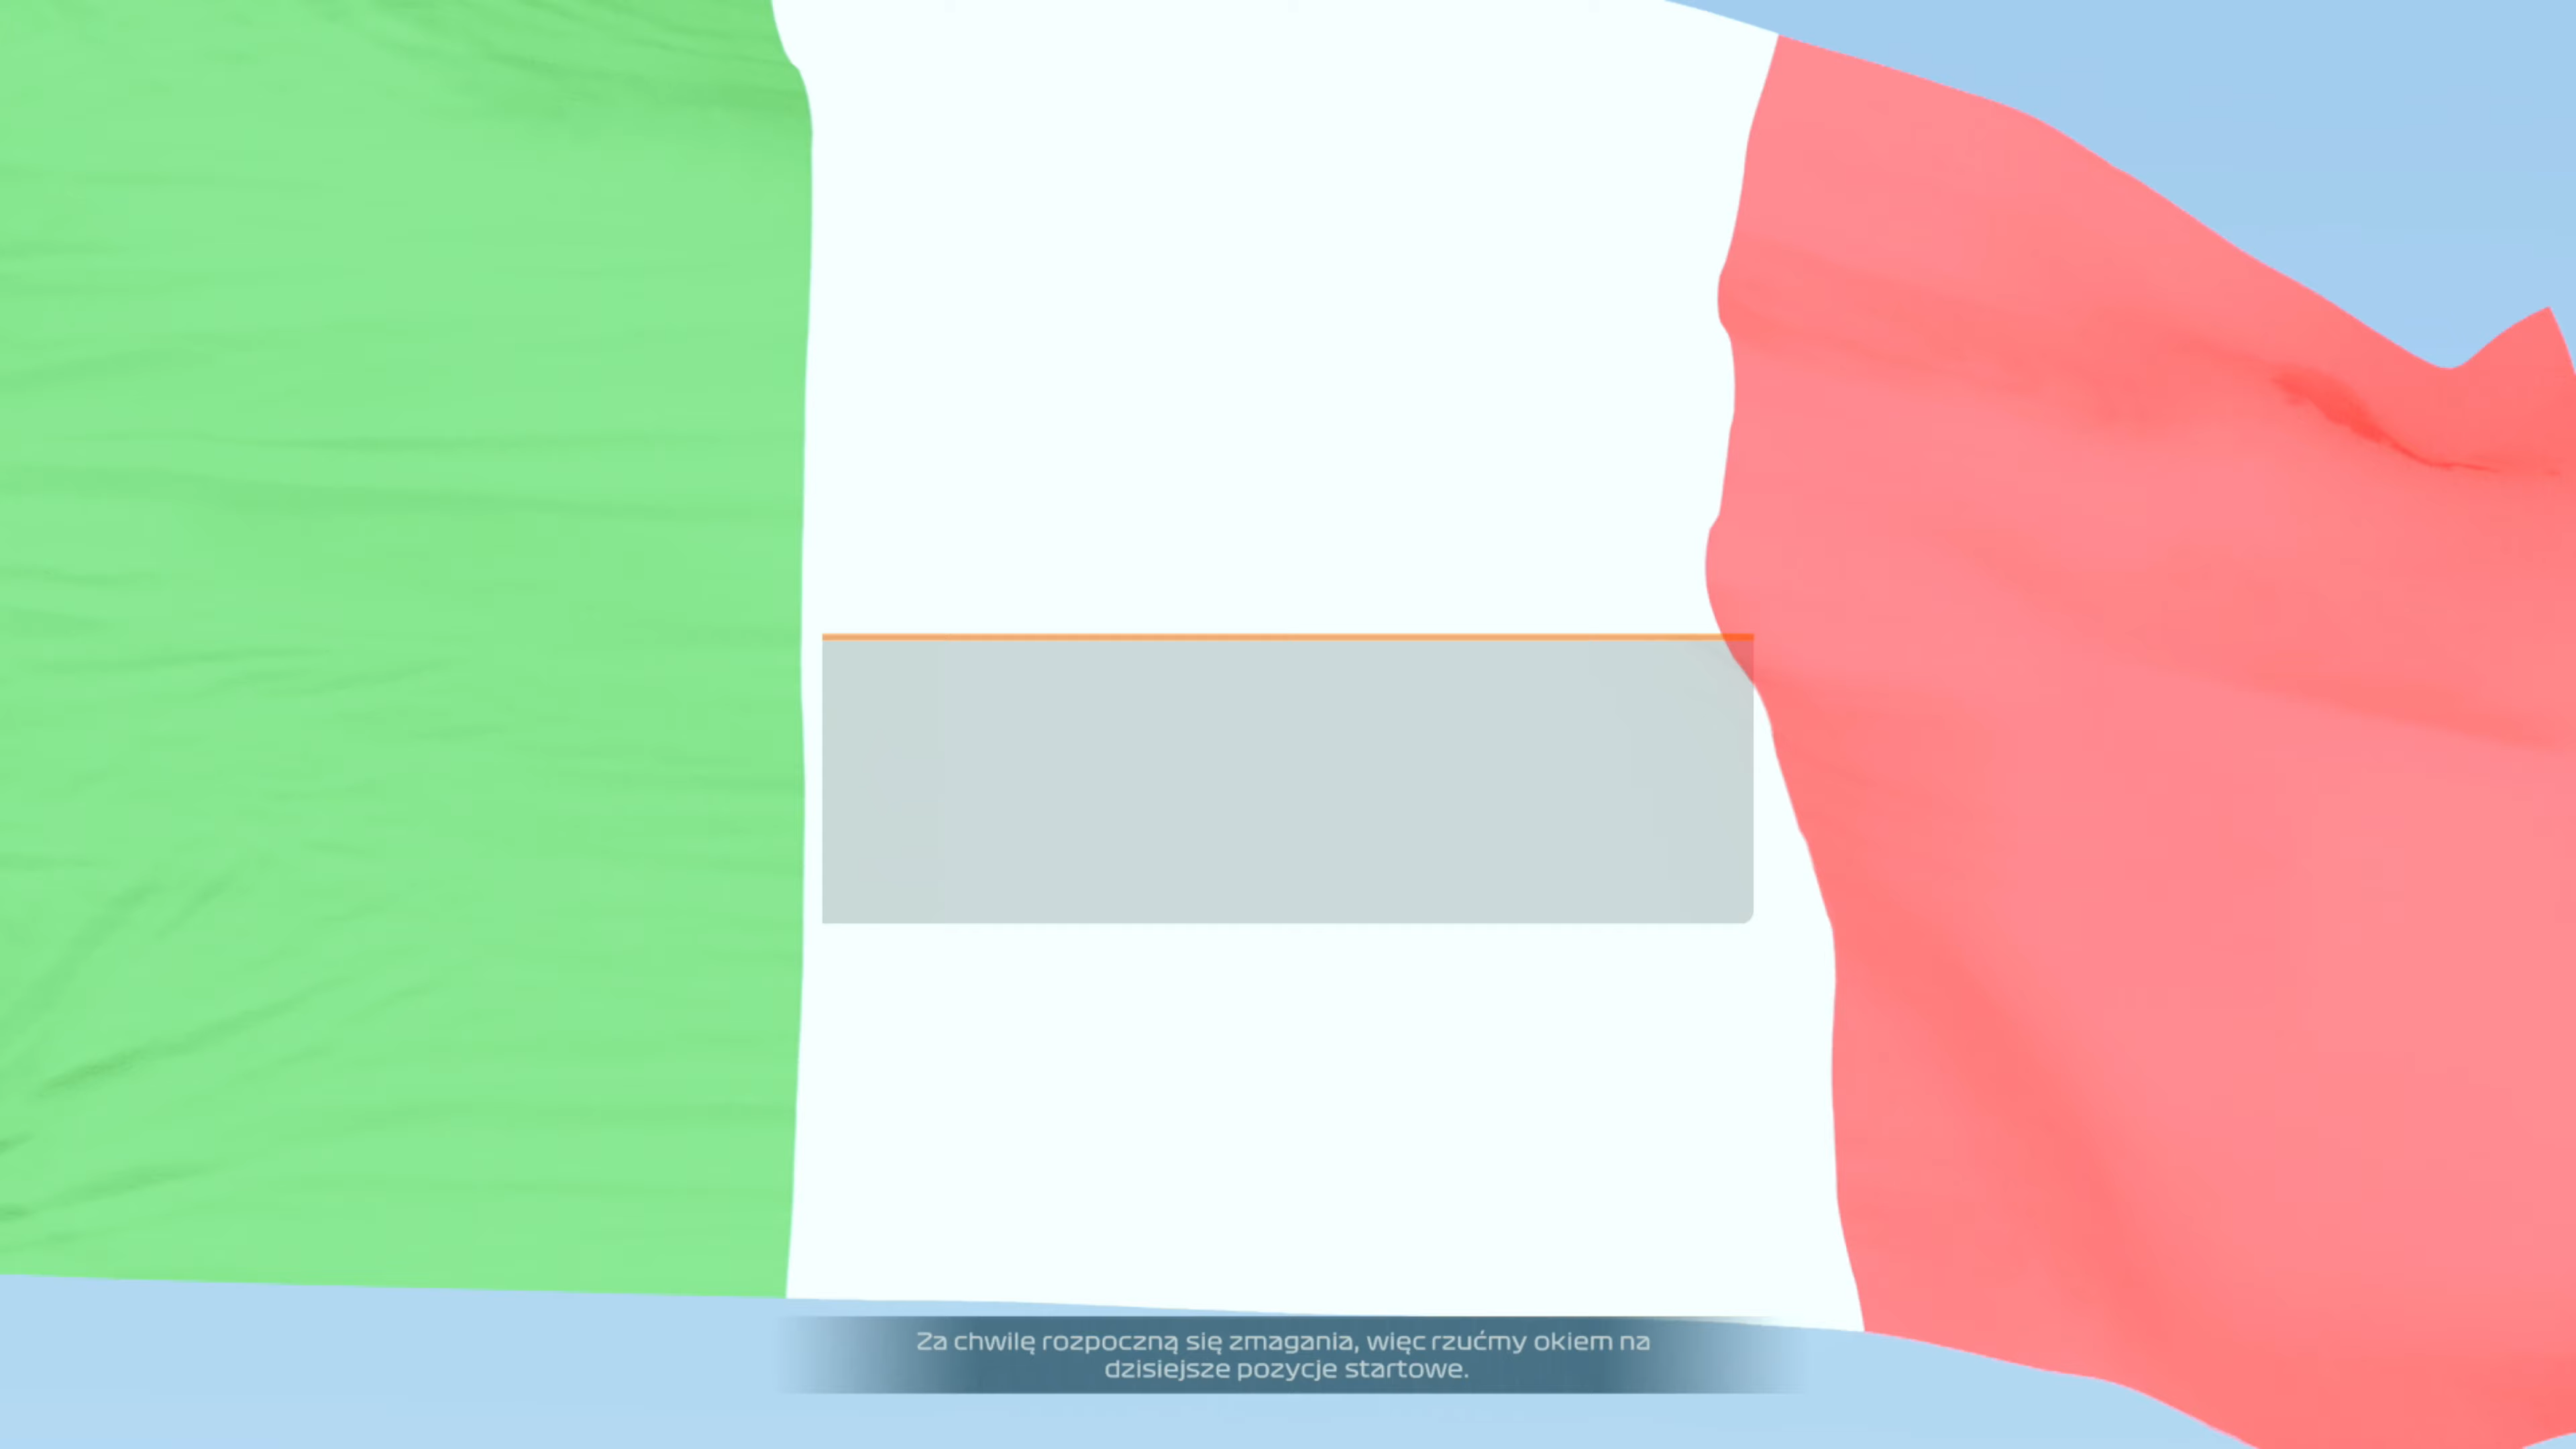 Za chwilę rozpoczną się zmagania, więc rzućmy okiem na
dzisiejsze pozycje startowe.